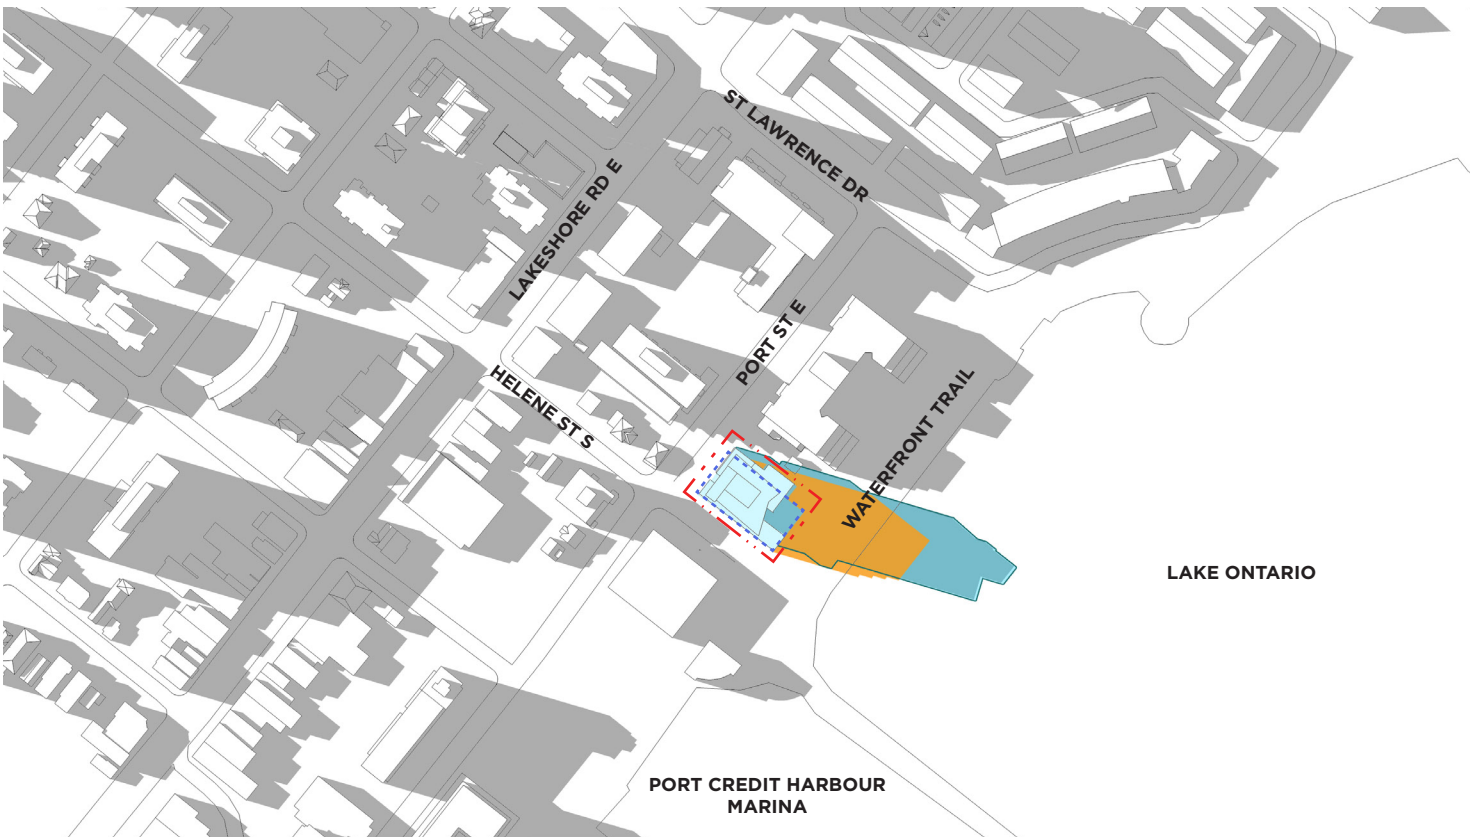 ST LAWRENCE DR
LAKESHORE RD E
PORT ST E
HELENE ST S
WATERFRONT TRAIL
LAKE ONTARIO
PORT CREDIT HARBOUR
MARINA